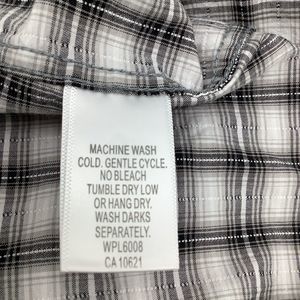 MACHINE WASH
COLD. GENTLE CYCLE.
NO BLEACH
TUMBLE DRY LOW
OR HANG DRY.
WASH DARKS
SEPARATELY.
WPL6008
CA 10621